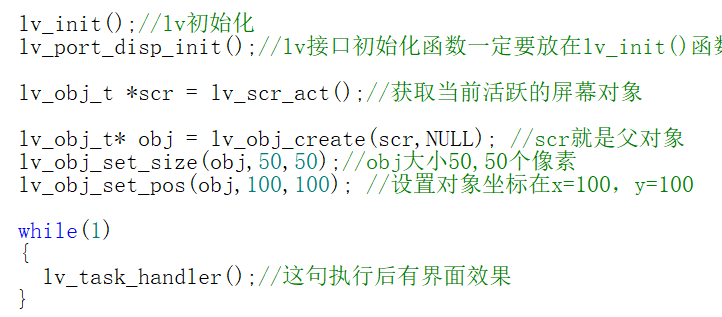 lv_init();//lv初始化
lv_port_disp_init();//lv接口初始化函数一定要放在lv_init()函
lv_obj_t *scr = lv_scr_act();//获取当前活跃的屏幕对象
lv_obj_t* obj = lv_obj_create(scr,NULL); //scr就是父对象
lv_obj_set_size(obj,50,50);//obj大小50,50个像素
lv_obj_set_pos(obj,100,100); //设置对象坐标在x=100，y=100
while(1)
{
lv_task_handler();//这句执行后有界面效果
}